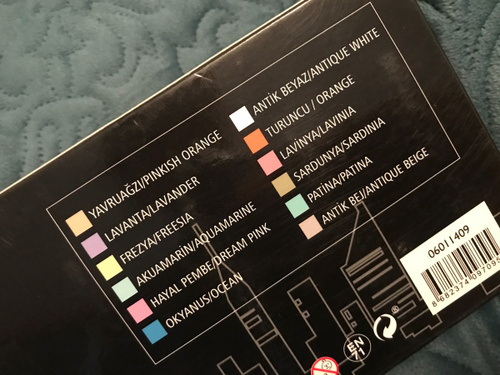 YAVRUAĞZI/PINKISH ORANGE
LAVANTA/LAVANDER
FREZYA/FREESIA
AKUAMARİN/AQUAMARINE
HAYAL PEMBE/DREAM PINK
OKYANUS/OCEAN
ANTİK BEYAZ/ANTIQUE WHITE
TURUNCU / ORANGE
LAVİNYA/LAVINIA
SARDUNYA/SARDINIA
PATİNA/PATINA
ANTİK BEJ/ANTIQUE BEIGE
06011409
EN
71